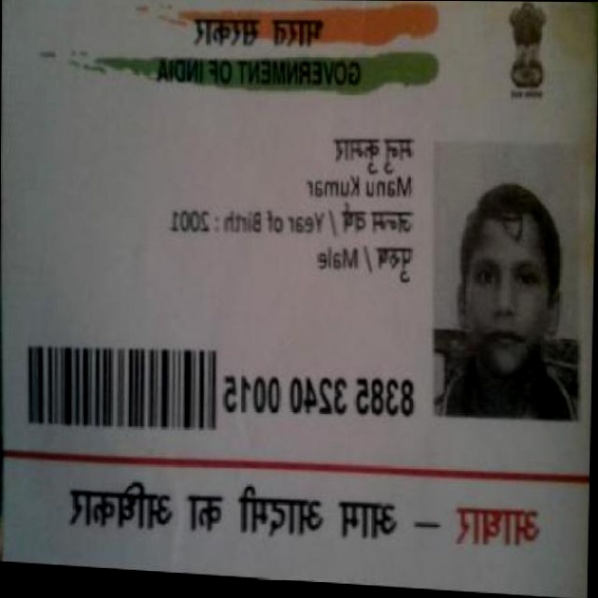 भारत सरकार
GOVERNMENT OF INDIA
मनु कुमार
Manu Kumar
जन्म वर्ष / Year of Birth : 2001
पुरुष / Male
8385 3240 0015
आधार – आम आदमी का अधिकार